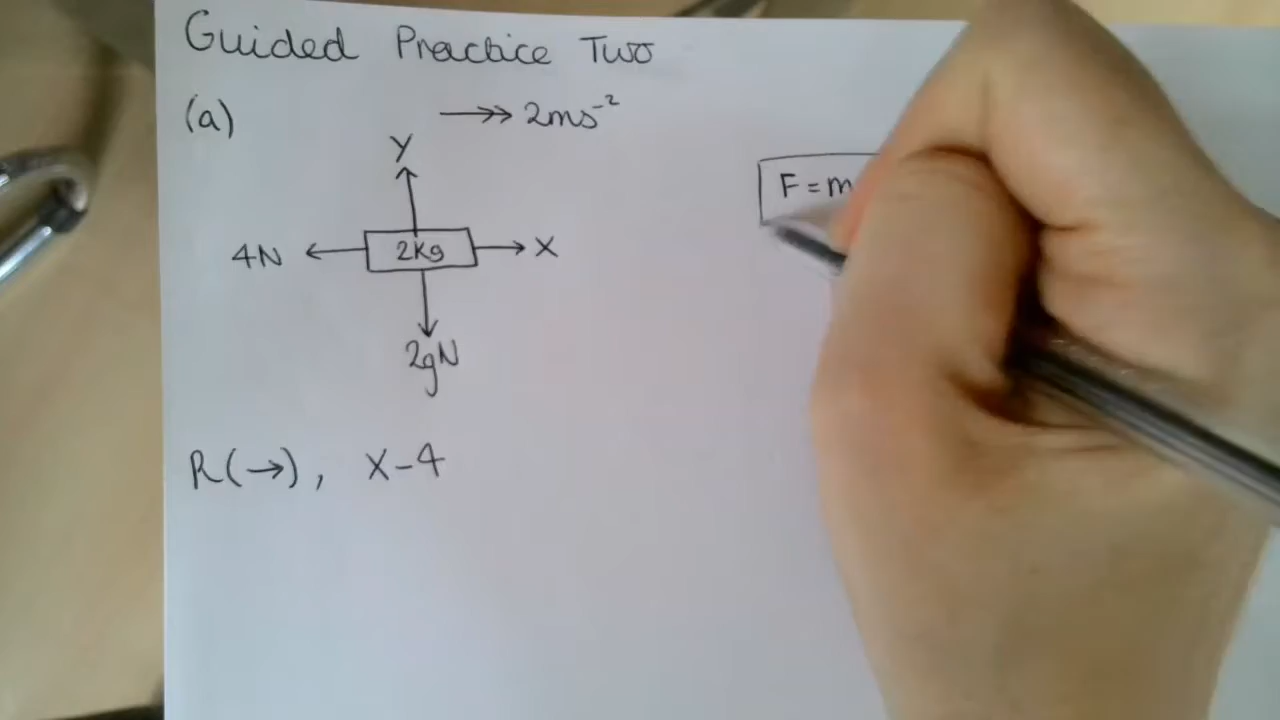 Guided Practice Two
(a)
→→ 2ms⁻²
Y
F = m
4N
2kg
X
2gN
R(→), X-4